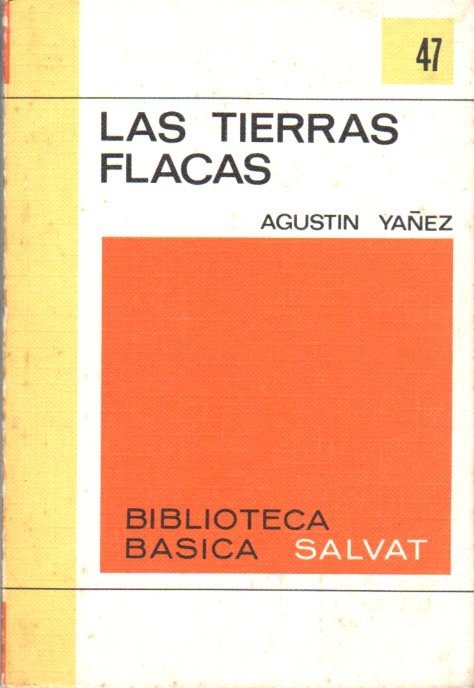 47
LAS TIERRAS
FLACAS
AGUSTIN YAÑEZ
BIBLIOTECA
BASICA SALVAT